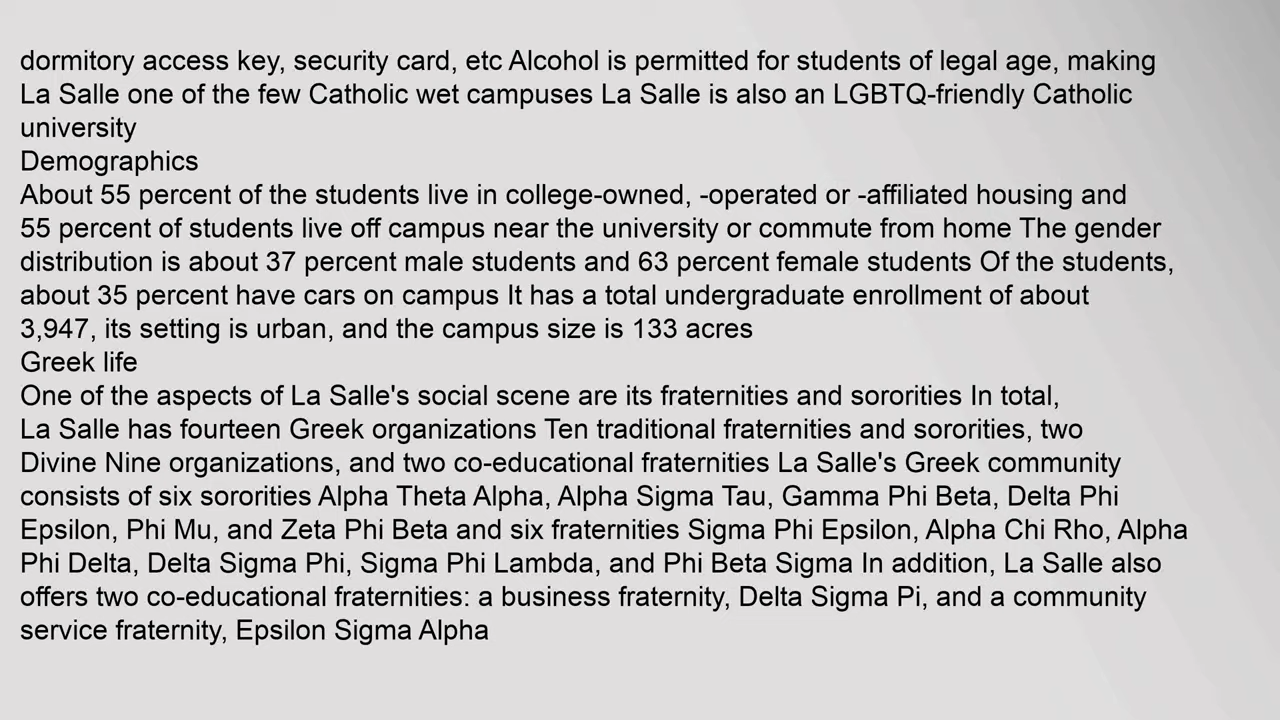 dormitory access key, security card, etc Alcohol is permitted for students of legal age, making
La Salle one of the few Catholic wet campuses La Salle is also an LGBTQ-friendly Catholic
university
Demographics
About 55 percent of the students live in college-owned, -operated or -affiliated housing and
55 percent of students live off campus near the university or commute from home The gender
distribution is about 37 percent male students and 63 percent female students Of the students,
about 35 percent have cars on campus It has a total undergraduate enrollment of about
3,947, its setting is urban, and the campus size is 133 acres
Greek life
One of the aspects of La Salle's social scene are its fraternities and sororities In total,
La Salle has fourteen Greek organizations Ten traditional fraternities and sororities, two
Divine Nine organizations, and two co-educational fraternities La Salle's Greek community
consists of six sororities Alpha Theta Alpha, Alpha Sigma Tau, Gamma Phi Beta, Delta Phi
Epsilon, Phi Mu, and Zeta Phi Beta and six fraternities Sigma Phi Epsilon, Alpha Chi Rho, Alpha
Phi Delta, Delta Sigma Phi, Sigma Phi Lambda, and Phi Beta Sigma In addition, La Salle also
offers two co-educational fraternities: a business fraternity, Delta Sigma Pi, and a community
service fraternity, Epsilon Sigma Alpha